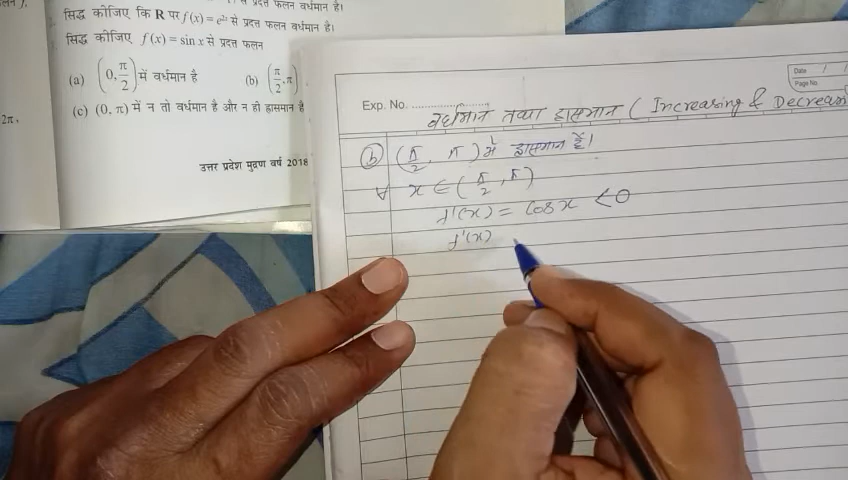 सिद्ध कीजिए कि R पर f(x) = e²ˣ से प्रदत्त फलन वर्धमान है।
सिद्ध कीजिए f(x) = sin x से प्रदत्त फलन
(a) (0, π/2) में वर्धमान है (b) (π/2, π)
(c) (0, π) में न तो वर्धमान है और न ही ह्रासमान है
2π,
उत्तर प्रदेश मुद्रण वर्ष 2018
Date / /
Page No.
Exp. No. ....................
वर्धमान तथा ह्रासमान ( Increasing & Decreasin
(b) (π/2, π) में ह्रासमान है।
∀ x ∈ (π/2, π)
f'(x) = cos x < 0
f'(x)